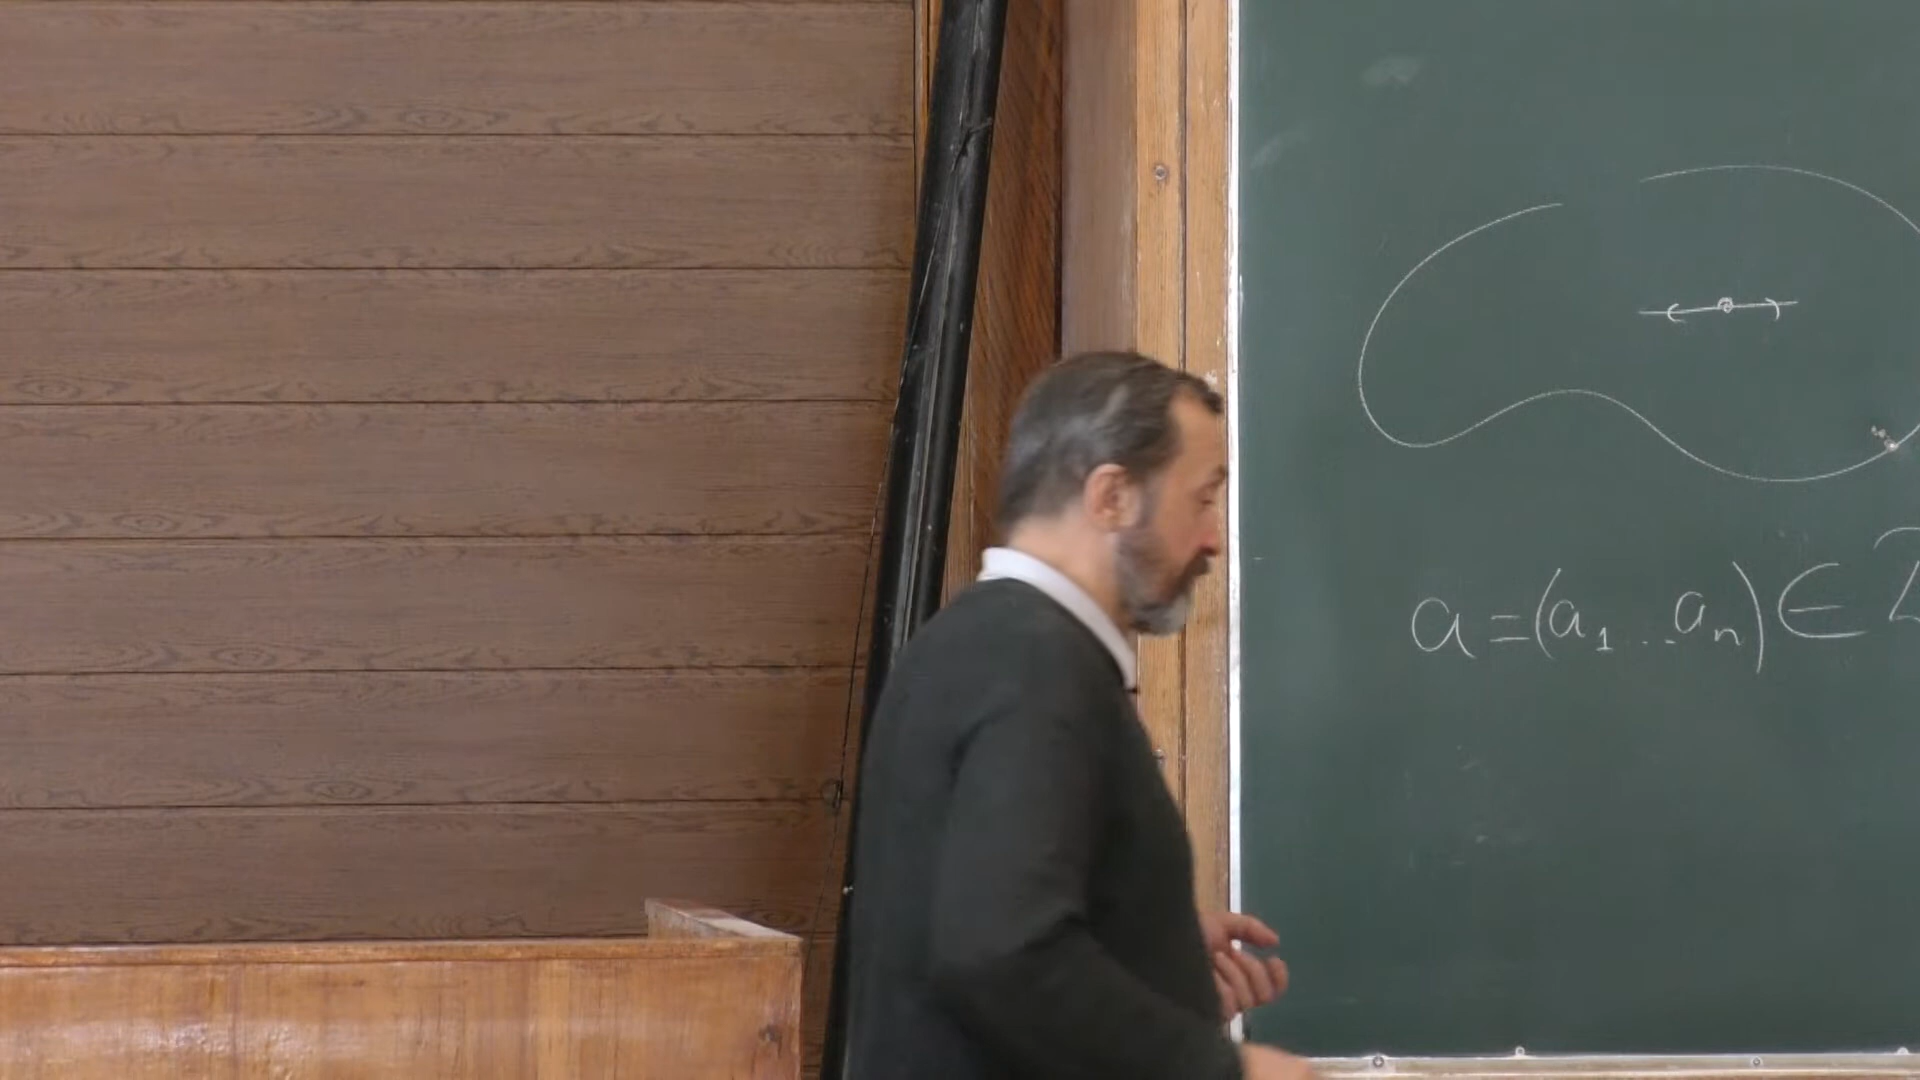 a = (a₁ ... aₙ) ∈